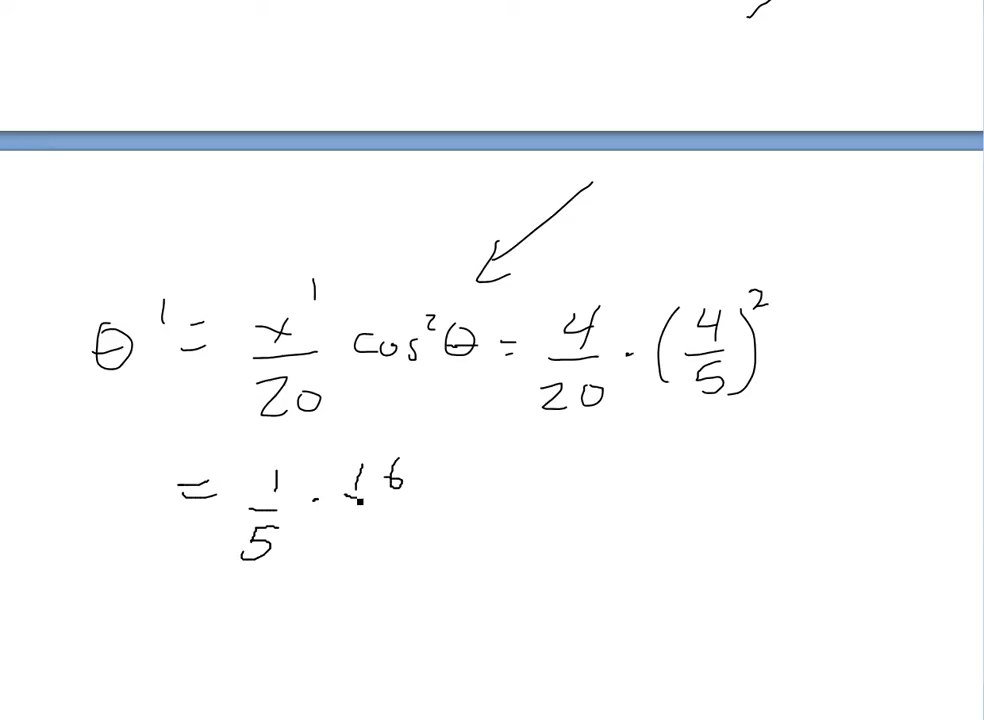 θ' = x'/20 cos²θ = 4/20 · (4/5)²
= 1/5 · 16